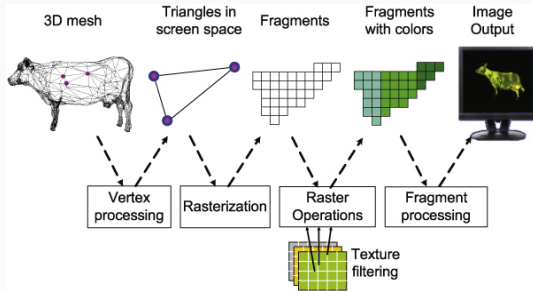 3D mesh
Triangles in
screen space
Fragments
Fragments
with colors
Image
Output
Vertex
processing
Rasterization
Raster
Operations
Fragment
processing
Texture
filtering